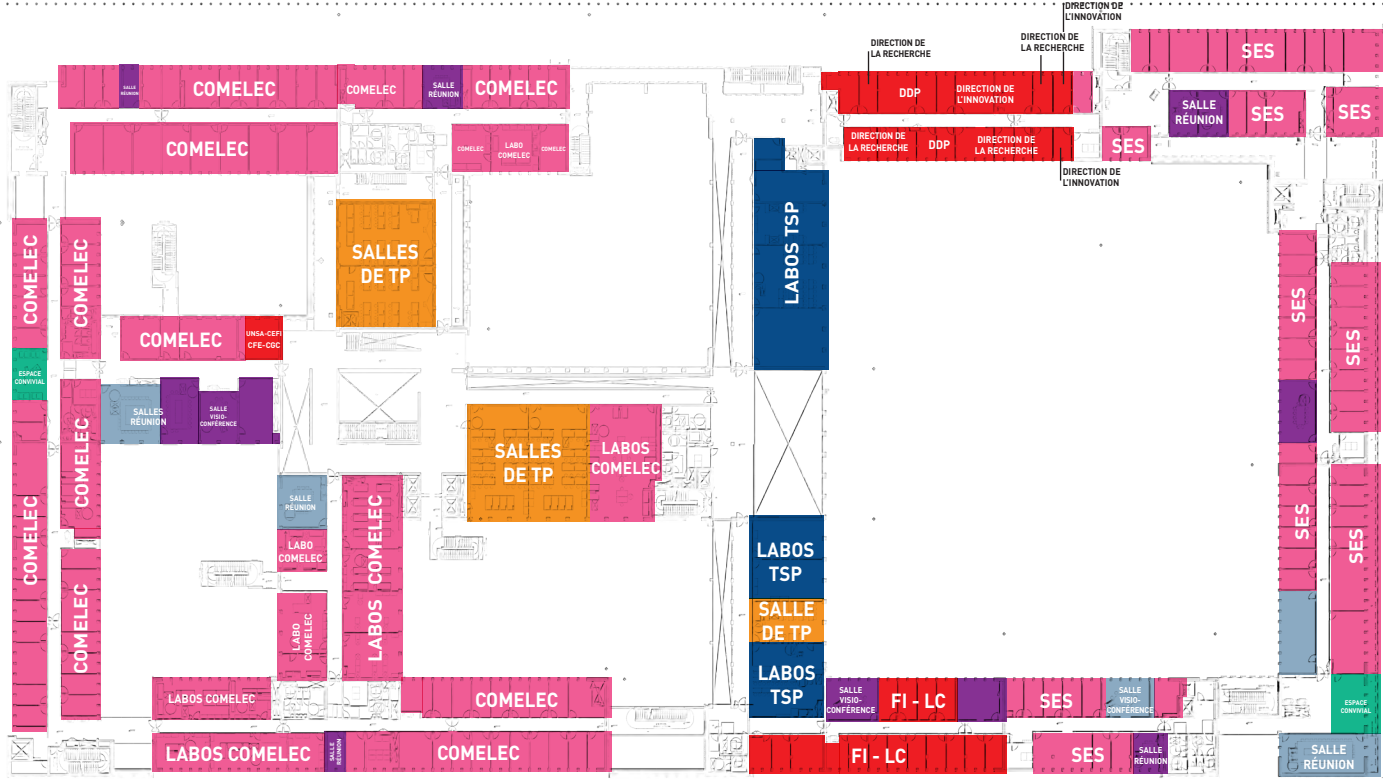 DIRECTION DE
L'INNOVATION
DIRECTION DE
LA RECHERCHE
DIRECTION DE
LA RECHERCHE
SES
COMELEC
SALLE
RÉUNION
COMELEC
SALLE
RÉUNION
COMELEC
DDP
DIRECTION DE
L'INNOVATION
SALLE
RÉUNION
SES
SES
COMELEC
COMELEC
LABO
COMELEC
COMELEC
DIRECTION DE
LA RECHERCHE
DDP
DIRECTION DE
LA RECHERCHE
SES
DIRECTION DE
L'INNOVATION
COMELEC
COMELEC
SALLES
DE TP
LABOS TSP
SES
SES
COMELEC
UNSA-CEFI
CFE-CGC
ESPACE
CONVIVIAL
SALLES
RÉUNION
SALLE
VISIO-
CONFÉRENCE
COMELEC
COMELEC
SALLES
DE TP
LABOS
COMELEC
SALLE
RÉUNION
LABO
COMELEC
LABOS COMELEC
LABOS
TSP
SES
SES
COMELEC
LABO
COMELEC
SALLE
DE TP
LABOS
TSP
LABOS COMELEC
COMELEC
SALLE
VISIO-
CONFÉRENCE
FI - LC
SES
SALLE
VISIO-
CONFÉRENCE
ESPACE
CONVIVIAL
LABOS COMELEC
SALLE
RÉUNION
COMELEC
FI - LC
SES
SALLE
RÉUNION
SALLE
RÉUNION